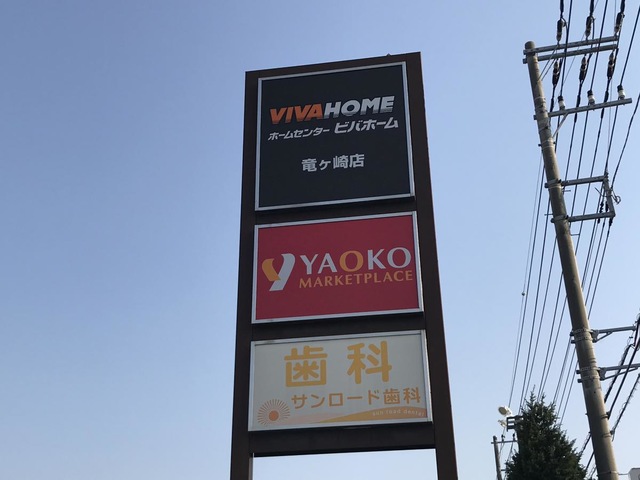 VIVAHOME
ホームセンター ビバホーム
竜ヶ崎店
YAOKO
MARKETPLACE
歯科
サンロード歯科